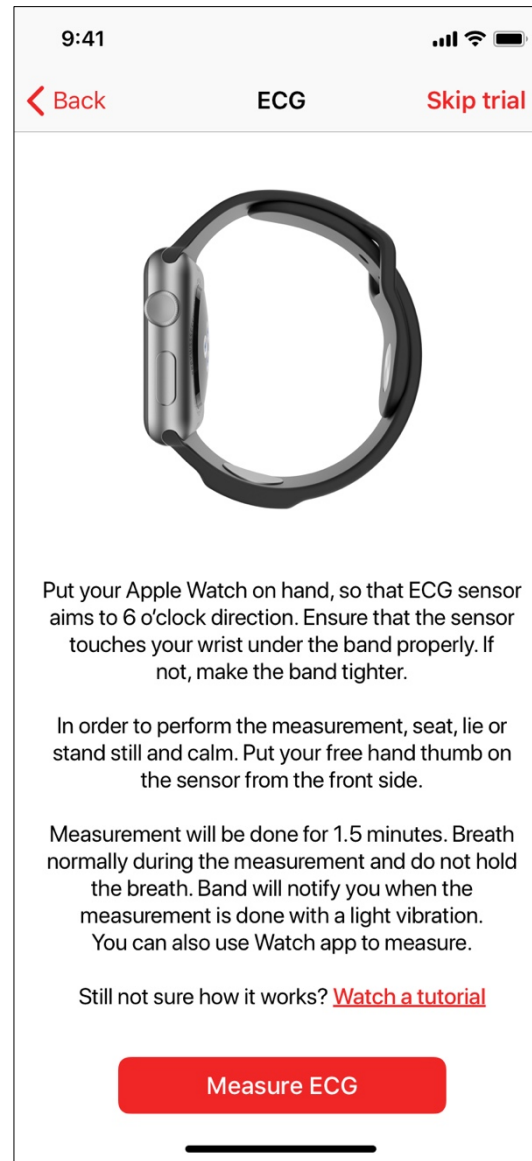 9:41
Back ECG Skip trial
Put your Apple Watch on hand, so that ECG sensor
aims to 6 o’clock direction. Ensure that the sensor
touches your wrist under the band properly. If
not, make the band tighter.
In order to perform the measurement, seat, lie or
stand still and calm. Put your free hand thumb on
the sensor from the front side.
Measurement will be done for 1.5 minutes. Breath
normally during the measurement and do not hold
the breath. Band will notify you when the
measurement is done with a light vibration.
You can also use Watch app to measure.
Still not sure how it works? Watch a tutorial
Measure ECG